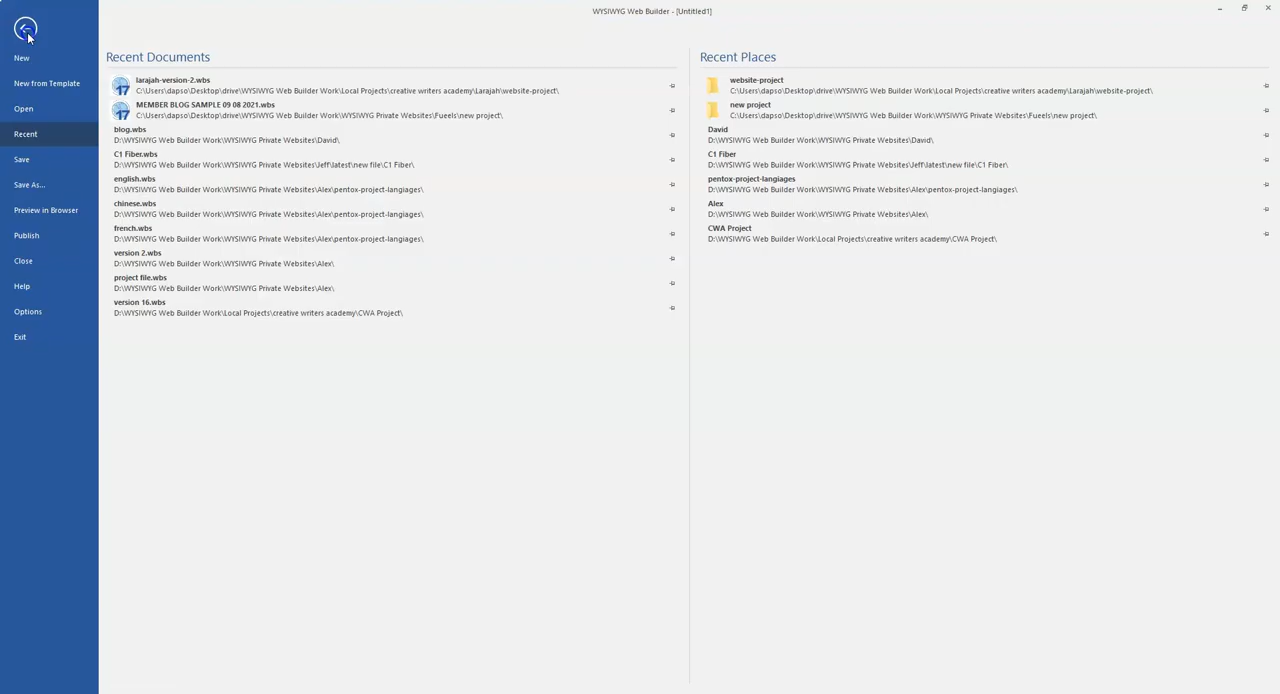 WYSIWYG Web Builder - [Untitled1]
New
New from Template
Open
Recent
Save
Save As...
Preview in Browser
Publish
Close
Help
Options
Exit
Recent Documents
larajah-version-2.wbs
C:\Users\dapso\Desktop\drive\WYSIWYG Web Builder Work\Local Projects\creative writers academy\Larajah\website-project\
MEMBER BLOG SAMPLE 09 08 2021.wbs
C:\Users\dapso\Desktop\drive\WYSIWYG Web Builder Work\WYSIWYG Private Websites\Fueels\new project\
blog.wbs
D:\WYSIWYG Web Builder Work\WYSIWYG Private Websites\David\
C1 Fiber.wbs
D:\WYSIWYG Web Builder Work\WYSIWYG Private Websites\Jeff\latest\new file\C1 Fiber\
english.wbs
D:\WYSIWYG Web Builder Work\WYSIWYG Private Websites\Alex\pentox-project-langiages\
chinese.wbs
D:\WYSIWYG Web Builder Work\WYSIWYG Private Websites\Alex\pentox-project-langiages\
french.wbs
D:\WYSIWYG Web Builder Work\WYSIWYG Private Websites\Alex\pentox-project-langiages\
version 2.wbs
D:\WYSIWYG Web Builder Work\WYSIWYG Private Websites\Alex\
project file.wbs
D:\WYSIWYG Web Builder Work\WYSIWYG Private Websites\Alex\
version 16.wbs
D:\WYSIWYG Web Builder Work\Local Projects\creative writers academy\CWA Project\
Recent Places
website-project
C:\Users\dapso\Desktop\drive\WYSIWYG Web Builder Work\Local Projects\creative writers academy\Larajah\website-project\
new project
C:\Users\dapso\Desktop\drive\WYSIWYG Web Builder Work\WYSIWYG Private Websites\Fueels\new project\
David
D:\WYSIWYG Web Builder Work\WYSIWYG Private Websites\David\
C1 Fiber
D:\WYSIWYG Web Builder Work\WYSIWYG Private Websites\Jeff\latest\new file\C1 Fiber\
pentox-project-langiages
D:\WYSIWYG Web Builder Work\WYSIWYG Private Websites\Alex\pentox-project-langiages\
Alex
D:\WYSIWYG Web Builder Work\WYSIWYG Private Websites\Alex\
CWA Project
D:\WYSIWYG Web Builder Work\Local Projects\creative writers academy\CWA Project\
17
17